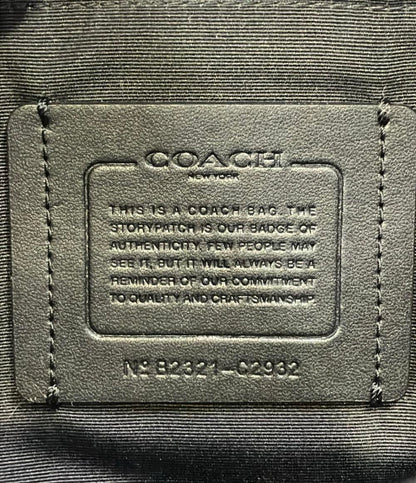 COACH
NEW YORK
THIS IS A COACH BAG. THE
STORYPATCH IS OUR BADGE OF
AUTHENTICITY. FEW PEOPLE MAY
SEE IT, BUT IT WILL ALWAYS BE A
REMINDER OF OUR COMMITMENT
TO QUALITY AND CRAFTSMANSHIP.
Nº B2321-C2932